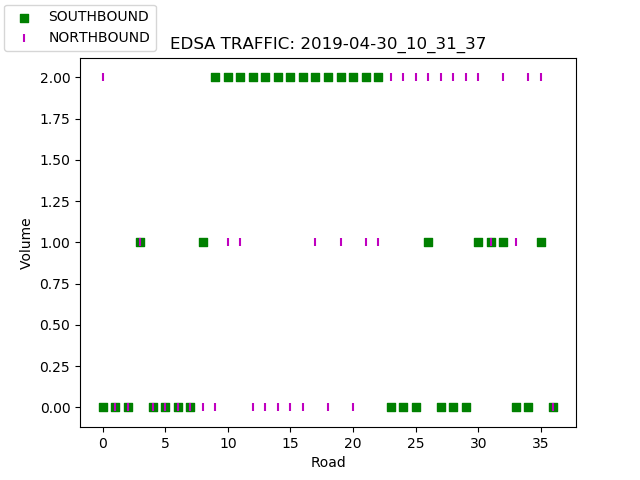 SOUTHBOUND
NORTHBOUND
EDSA TRAFFIC: 2019-04-30_10_31_37
2.00
1.75
1.50
1.25
1.00
0.75
0.50
0.25
0.00
Volume
0 5 10 15 20 25 30 35
Road